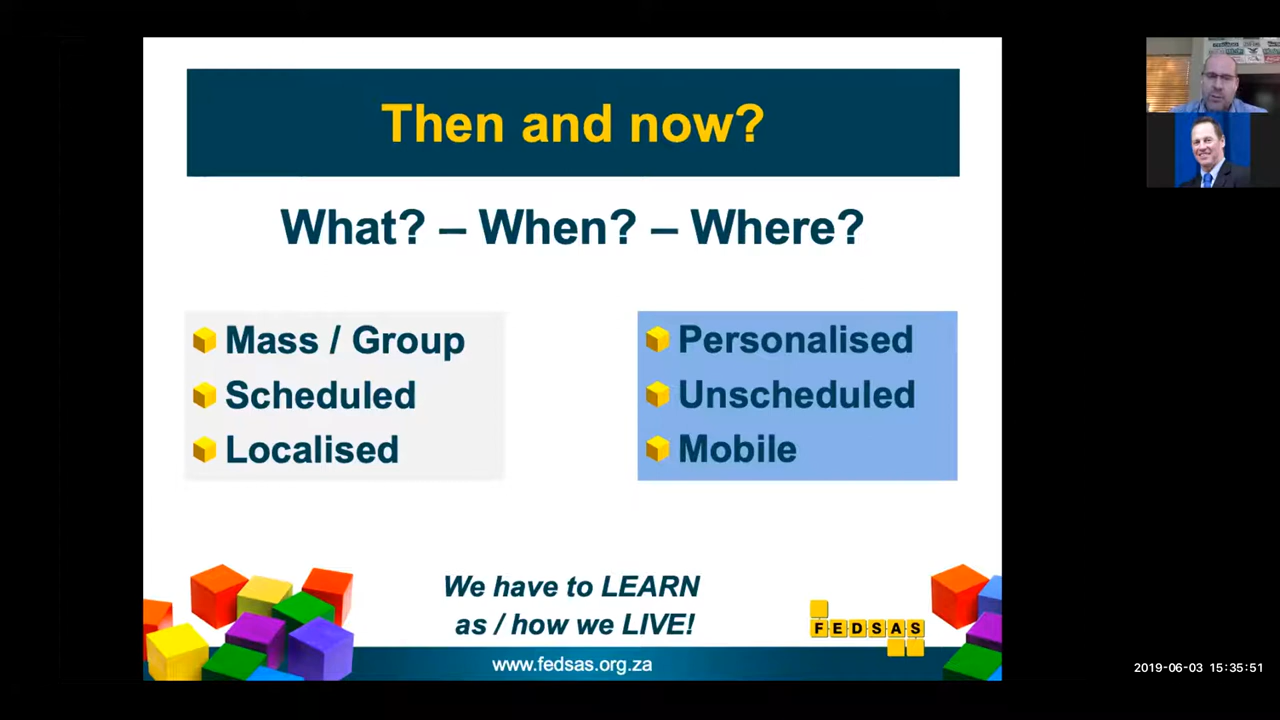 Then and now?
What? – When? – Where?
Mass / Group
Scheduled
Localised
Personalised
Unscheduled
Mobile
We have to LEARN
as / how we LIVE!
FEDSAS
www.fedsas.org.za
2019-06-03 15:35:51